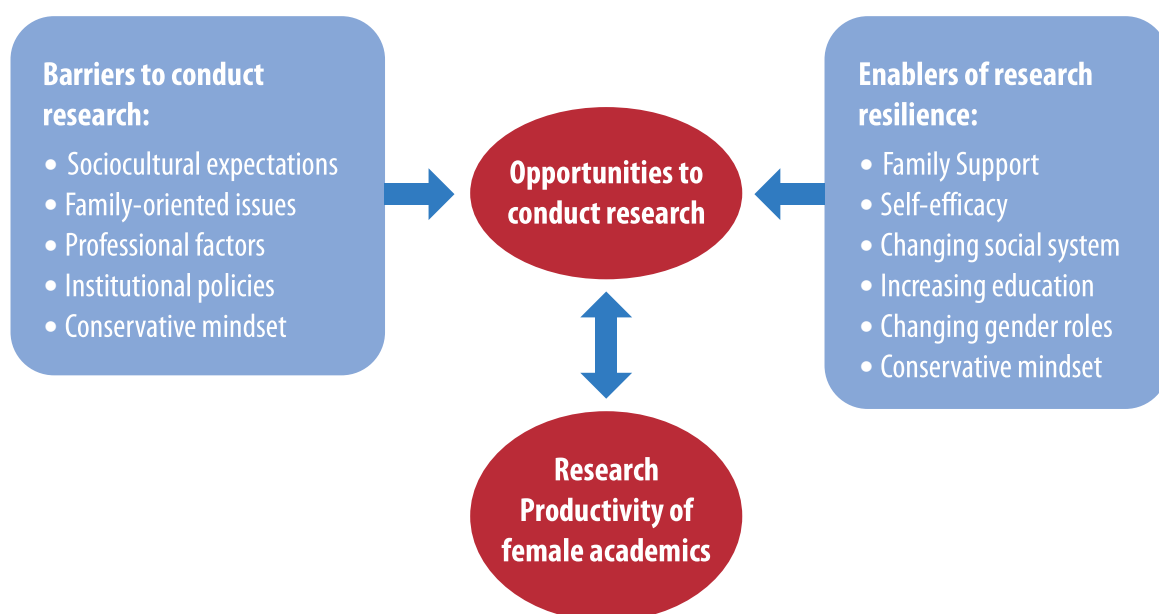 Barriers to conduct
research:
• Sociocultural expectations
• Family-oriented issues
• Professional factors
• Institutional policies
• Conservative mindset
Opportunities to
conduct research
Enablers of research
resilience:
• Family Support
• Self-efficacy
• Changing social system
• Increasing education
• Changing gender roles
• Conservative mindset
Research
Productivity of
female academics